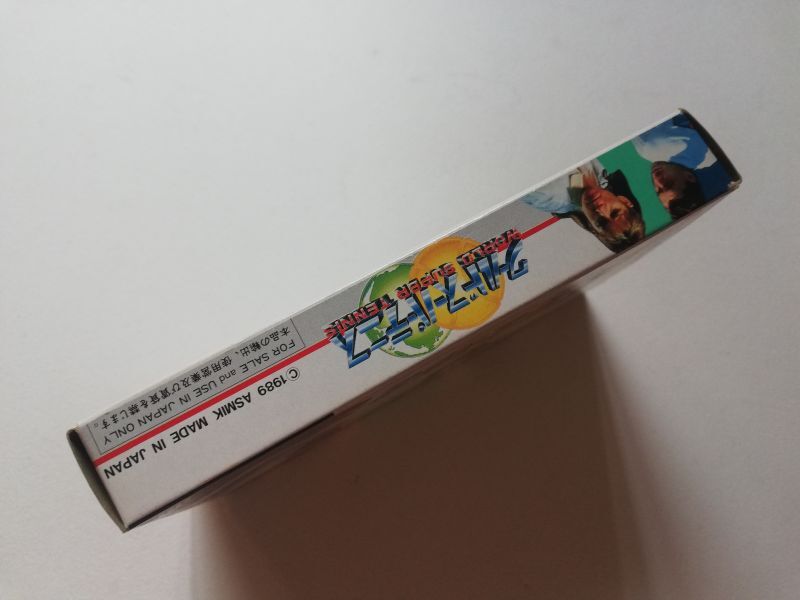 ワールドスーパーテニス
WORLD SUPER TENNIS
FOR SALE and USE IN JAPAN ONLY
本品の輸出、使用営業及び賃貸を禁じます。
©1989 ASMIK MADE IN JAPAN